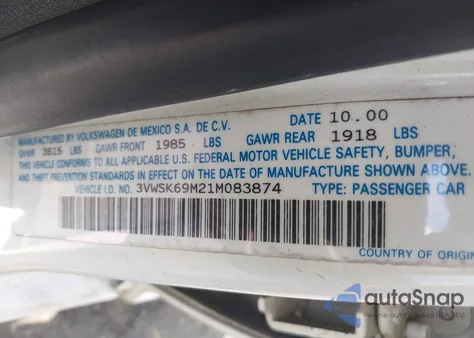 MANUFACTURED BY VOLKSWAGEN DE MEXICO S.A. DE C.V. DATE 10.00
GVWR 3615 LBS GAWR FRONT 1985 LBS GAWR REAR 1918 LBS
THIS VEHICLE CONFORMS TO ALL APPLICABLE U.S. FEDERAL MOTOR VEHICLE SAFETY, BUMPER,
AND THEFT PREVENTION STANDARDS IN EFFECT ON THE DATE OF MANUFACTURE SHOWN ABOVE.
VEHICLE I.D. NO. 3VWSK69M21M083874 TYPE: PASSENGER CAR
COUNTRY OF ORIGIN
autoSnap